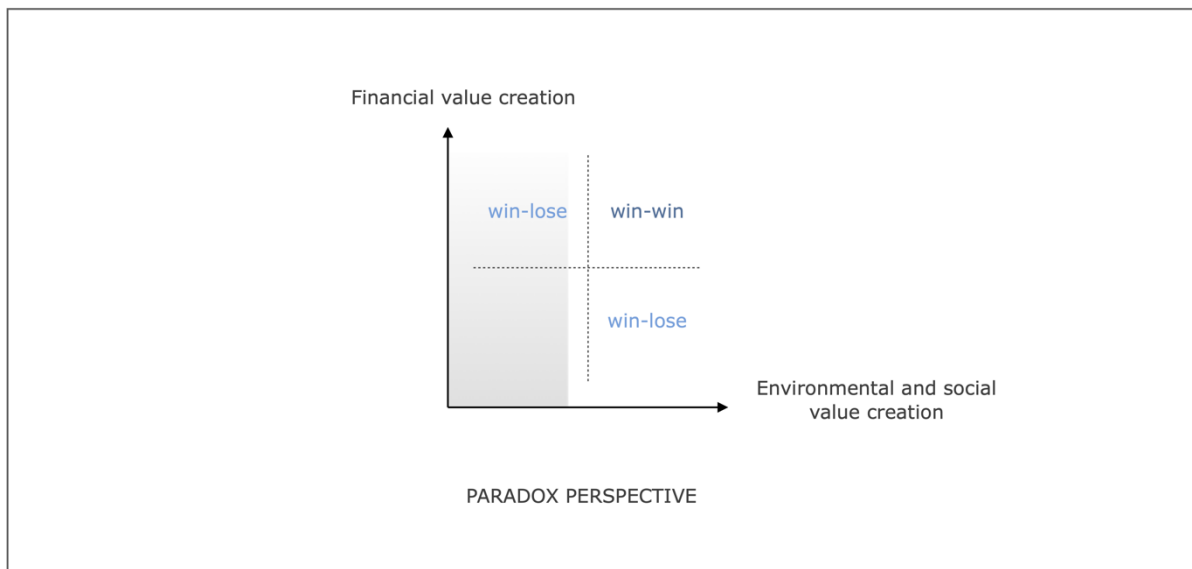 Financial value creation
win-lose win-win
win-lose
Environmental and social
value creation
PARADOX PERSPECTIVE